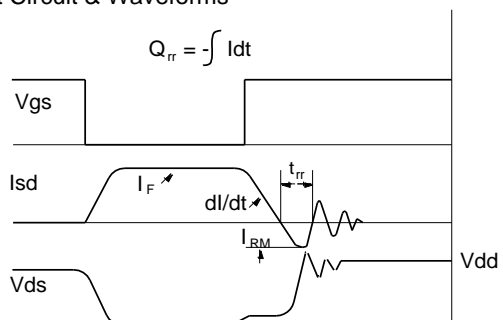 Circuit & Waveforms
Qrr = -∫ Idt
Vgs
trr
Isd
IF
dI/dt
IRM
Vdd
Vds